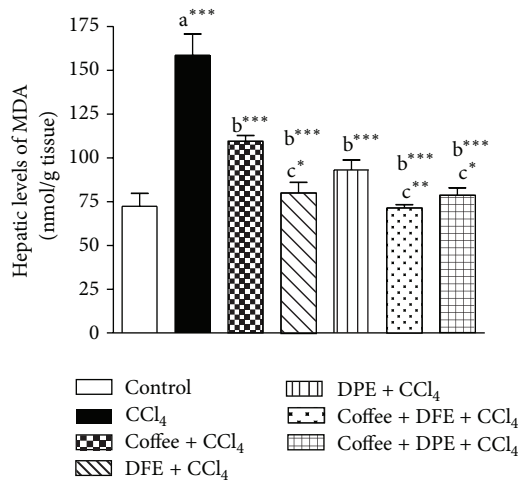 Hepatic levels of MDA
(nmol/g tissue)
175
150
125
100
75
50
25
0
a***
b***
b***
c*
b***
b***
c**
b***
c*
Control
CCl₄
Coffee + CCl₄
DFE + CCl₄
DPE + CCl₄
Coffee + DFE + CCl₄
Coffee + DPE + CCl₄